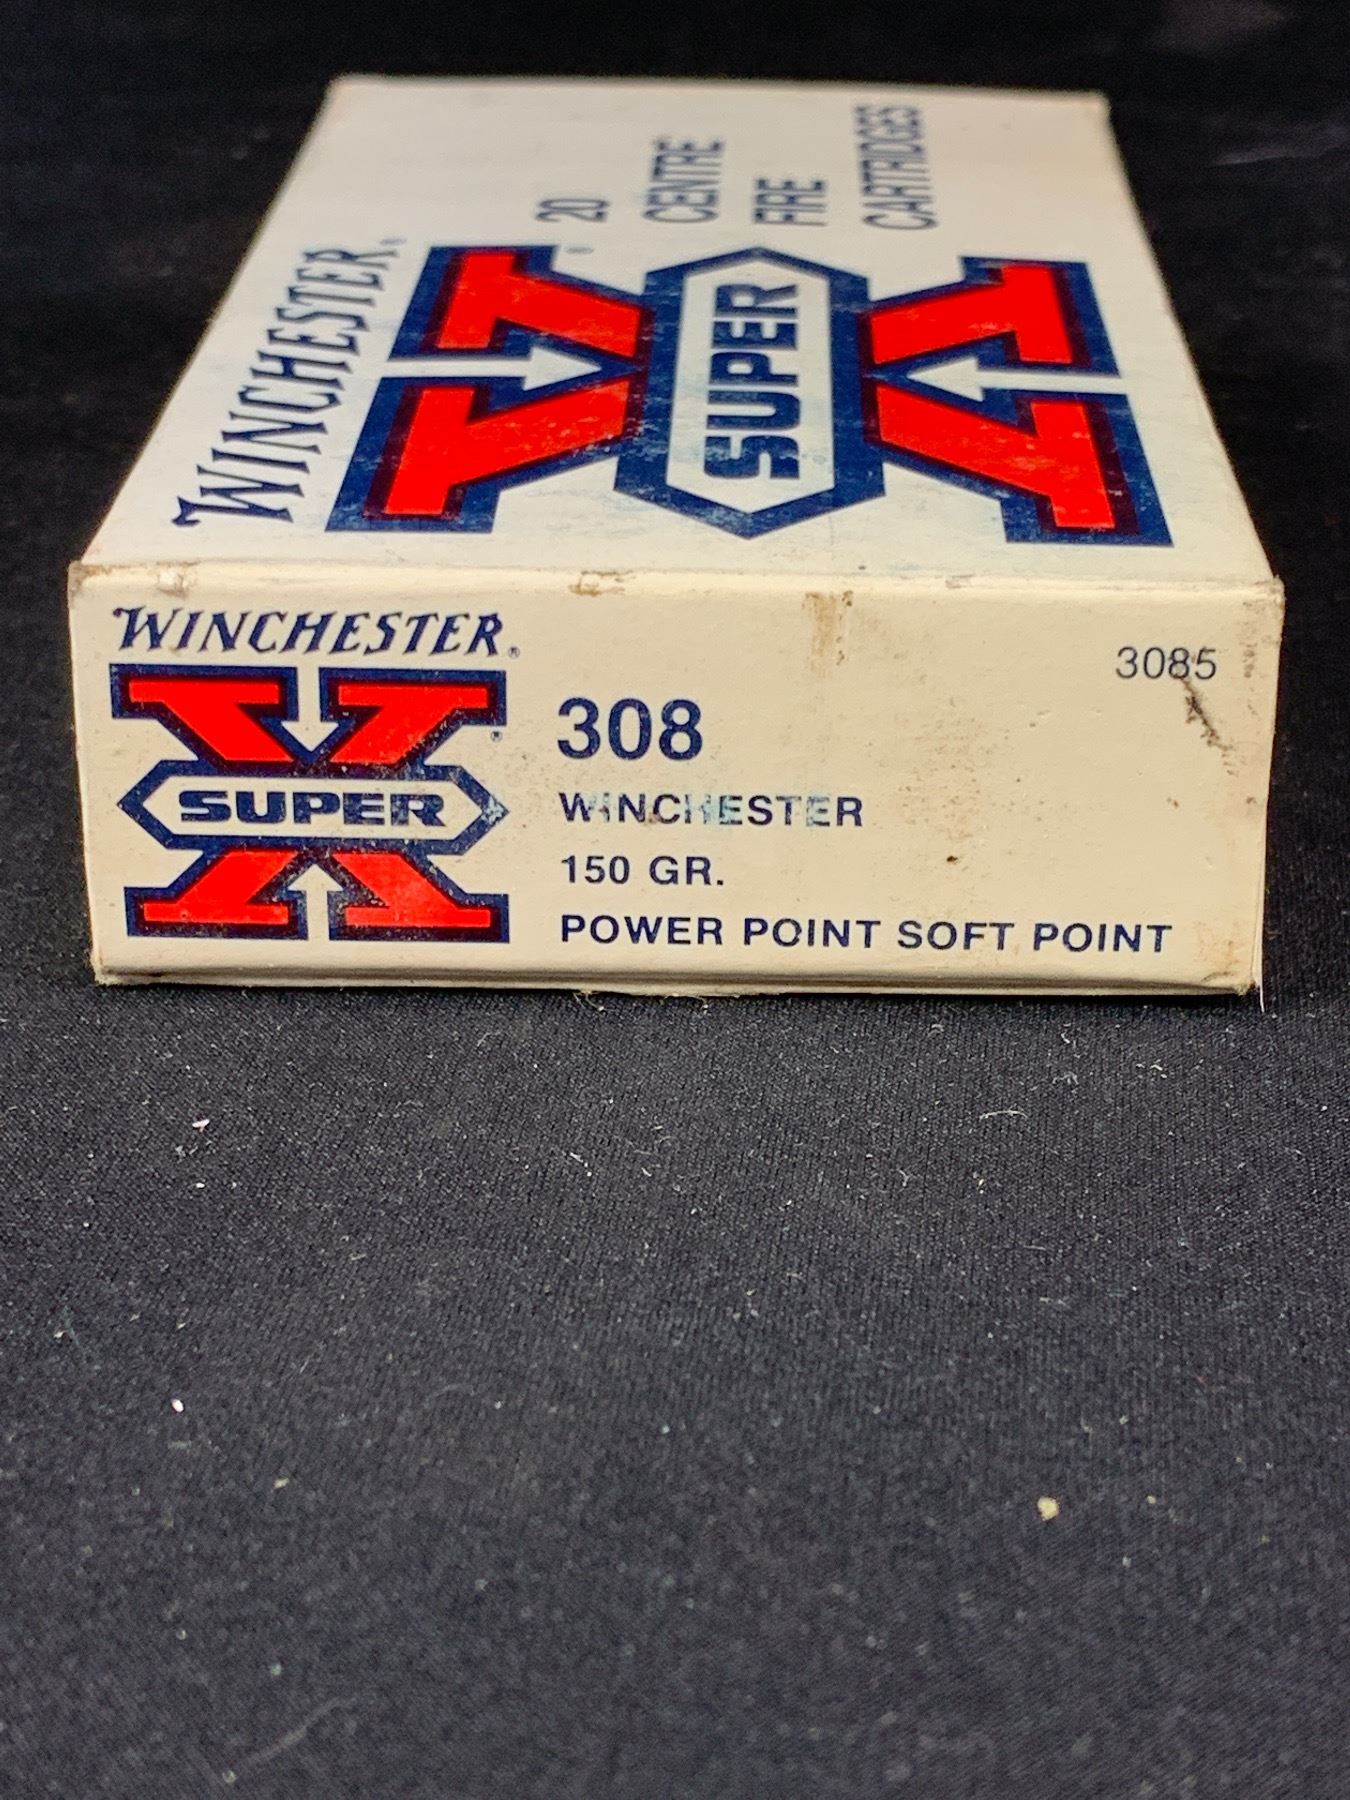 WINCHESTER®
SUPER
X
20
CENTRE
FIRE
CARTRIDGES
WINCHESTER®
SUPER
X
308
WINCHESTER
150 GR.
POWER POINT SOFT POINT
3085